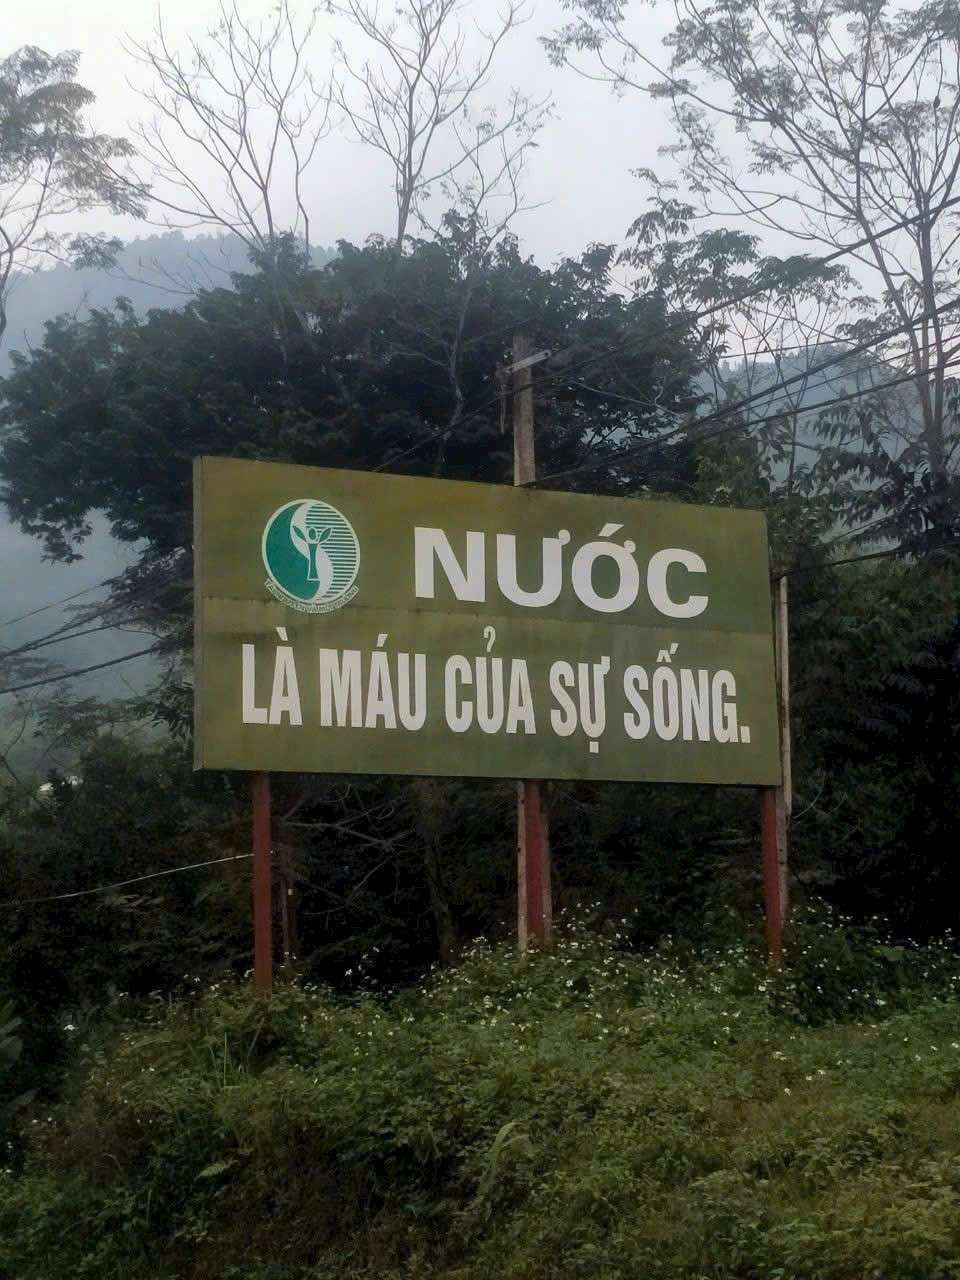 NƯỚC
LÀ MÁU CỦA SỰ SỐNG.